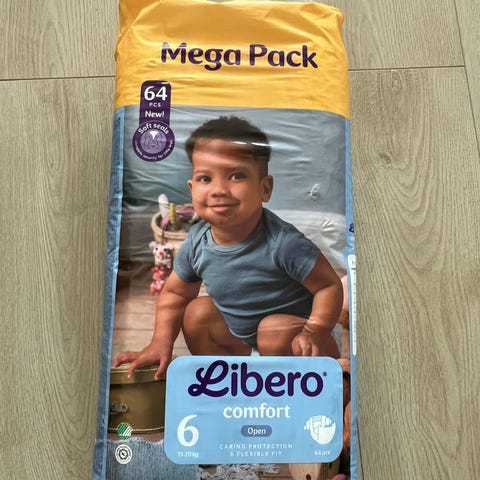 Mega Pack
64
PCS
New!
Soft seals
Libero®
comfort
Open
6
13-20 kg
CARING PROTECTION
& FLEXIBLE FIT
64 pcs